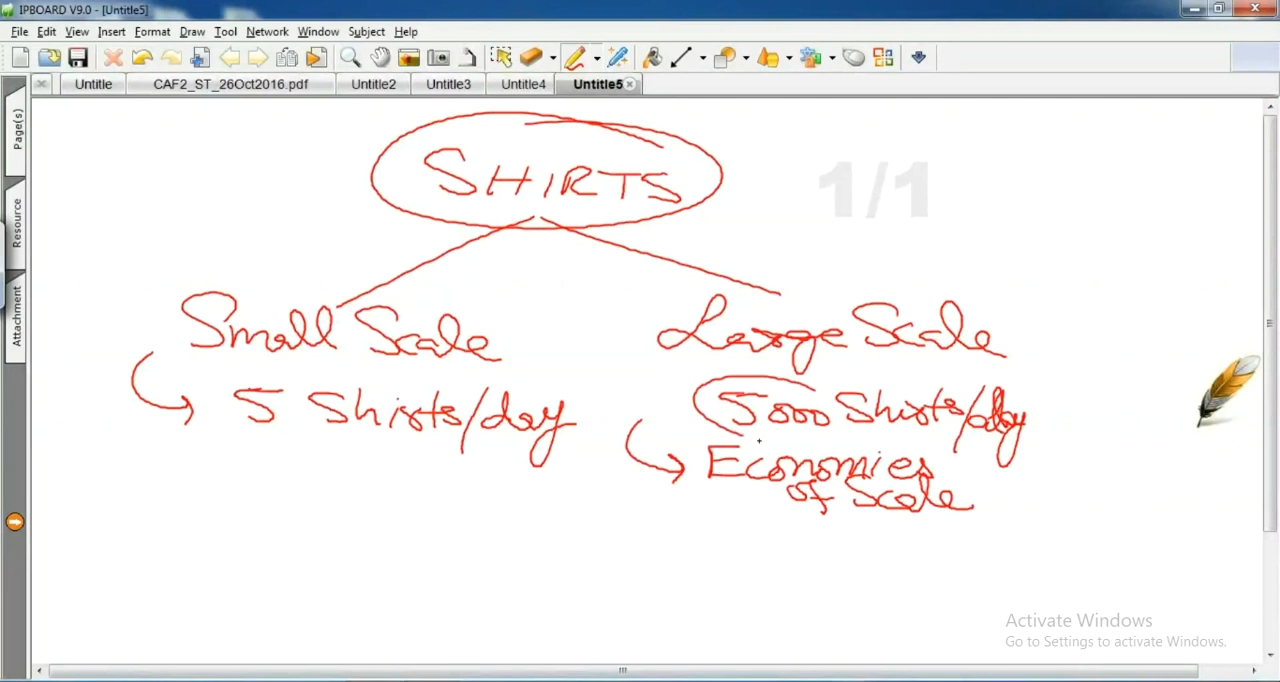 IPBOARD V9.0 - [Untitle5]
File Edit View Insert Format Draw Tool Network Window Subject Help
Untitle CAF2_ST_26Oct2016.pdf Untitle2 Untitle3 Untitle4 Untitle5
Page(s)
Resource
Attachment
1/1
SHIRTS
Small Scale
Large Scale
5 Shirts/day
5000 Shirts/day
Economies
of Scale
Activate Windows
Go to Settings to activate Windows.